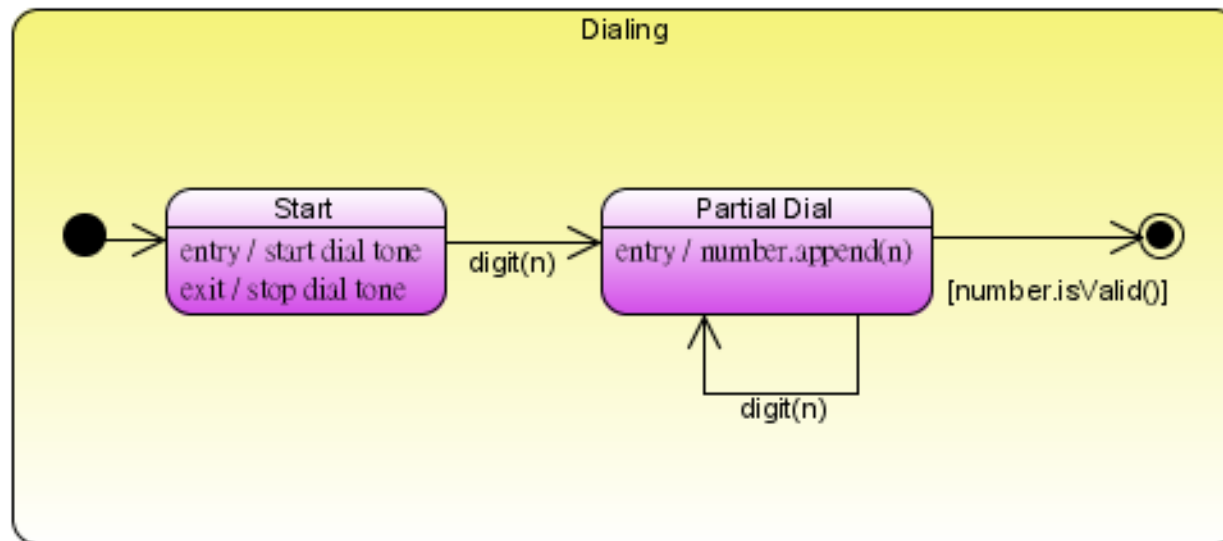 Dialing
Start
entry / start dial tone
exit / stop dial tone
digit(n)
Partial Dial
entry / number.append(n)
digit(n)
[number.isValid()]